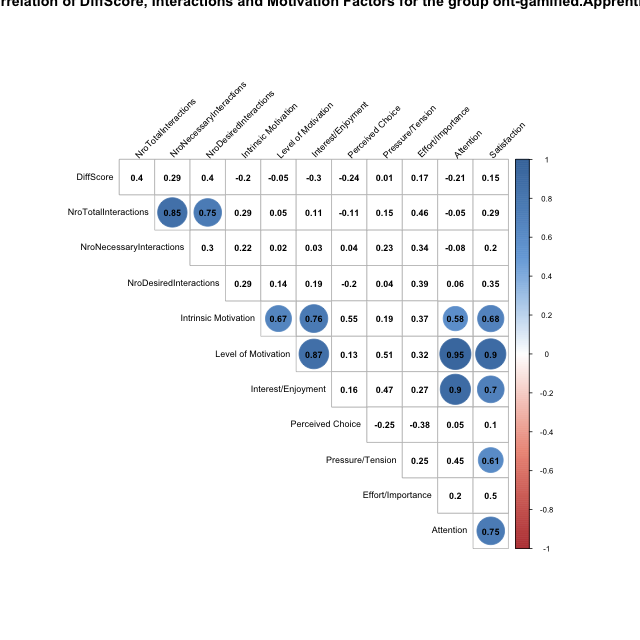 rrelation of DiffScore, Interactions and Motivation Factors for the group ont-gamified.Apprenti
NroTotalInteractions
NroNecessaryInteractions
NroDesiredInteractions
Intrinsic Motivation
Level of Motivation
Interest/Enjoyment
Perceived Choice
Pressure/Tension
Effort/Importance
Attention
Satisfaction
DiffScore 0.4 0.29 0.4 -0.2 -0.05 -0.3 -0.24 0.01 0.17 -0.21 0.15
NroTotalInteractions 0.85 0.75 0.29 0.05 0.11 -0.11 0.15 0.46 -0.05 0.29
NroNecessaryInteractions 0.3 0.22 0.02 0.03 0.04 0.23 0.34 -0.08 0.2
NroDesiredInteractions 0.29 0.14 0.19 -0.2 0.04 0.39 0.06 0.35
Intrinsic Motivation 0.67 0.76 0.55 0.19 0.37 0.58 0.68
Level of Motivation 0.87 0.13 0.51 0.32 0.95 0.9
Interest/Enjoyment 0.16 0.47 0.27 0.9 0.7
Perceived Choice -0.25 -0.38 0.05 0.1
Pressure/Tension 0.25 0.45 0.61
Effort/Importance 0.2 0.5
Attention 0.75
1
0.8
0.6
0.4
0.2
0
-0.2
-0.4
-0.6
-0.8
-1